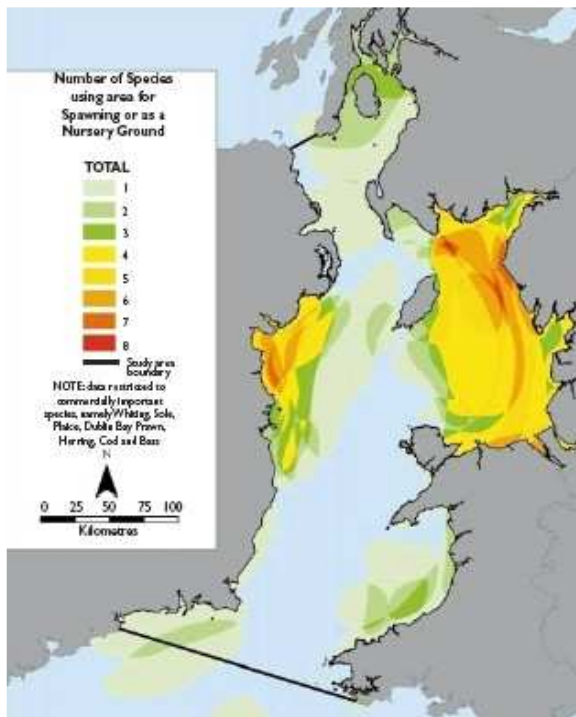 Number of Species
using area for
Spawning or as a
Nursery Ground
TOTAL
1
2
3
4
5
6
7
8
Study area
boundary
NOTE: data restricted to
commercially important
species, namely Whiting, Sole,
Plaice, Dublin Bay Prawn,
Herring, Cod and Bass
N
0 25 50 75 100
Kilometres